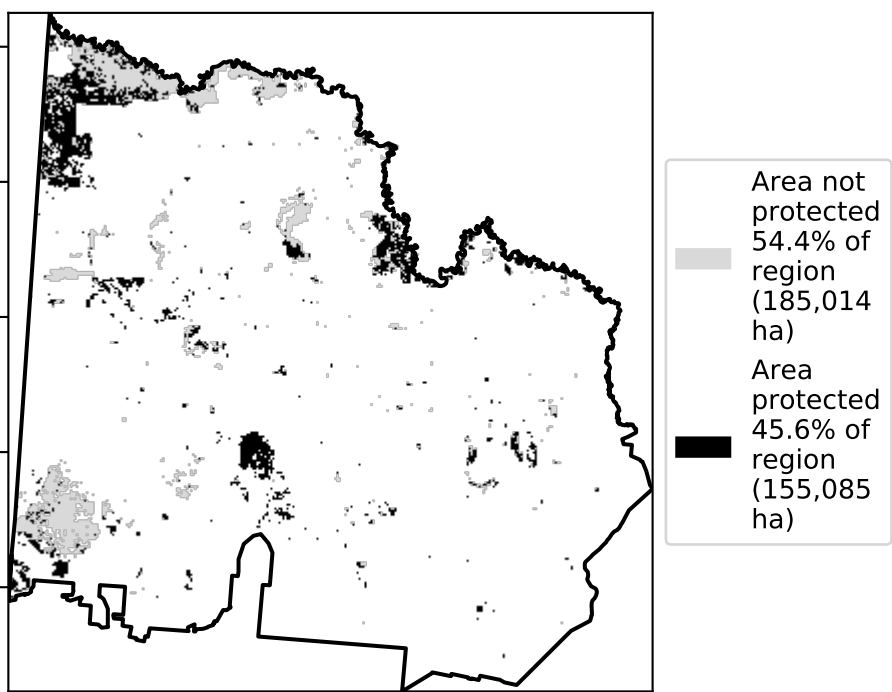 Area not
protected
54.4% of
region
(185,014
ha)
Area
protected
45.6% of
region
(155,085
ha)